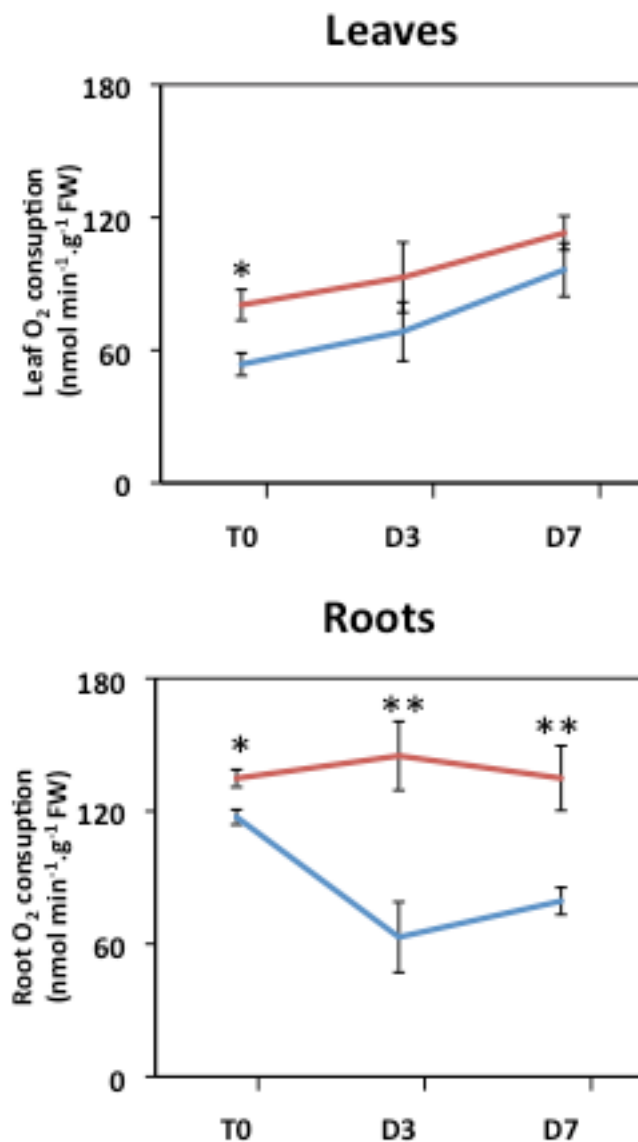 Leaves
180
120
60
0
Leaf O₂ consuption
(nmol min⁻¹.g⁻¹ FW)
*
T0 D3 D7
Roots
180
120
60
0
Root O₂ consuption
(nmol min⁻¹.g⁻¹ FW)
* ** **
T0 D3 D7